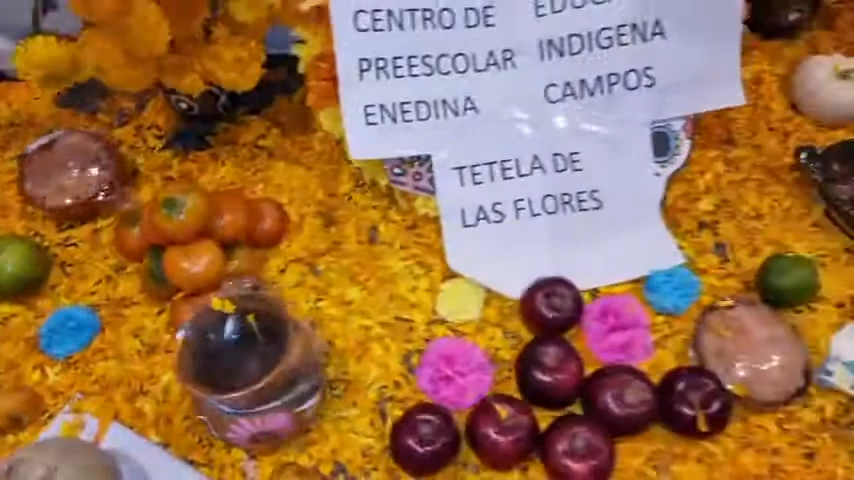 CENTRO DE
PREESCOLAR INDIGENA
ENEDINA CAMPOS
TETELA DE
LAS FLORES